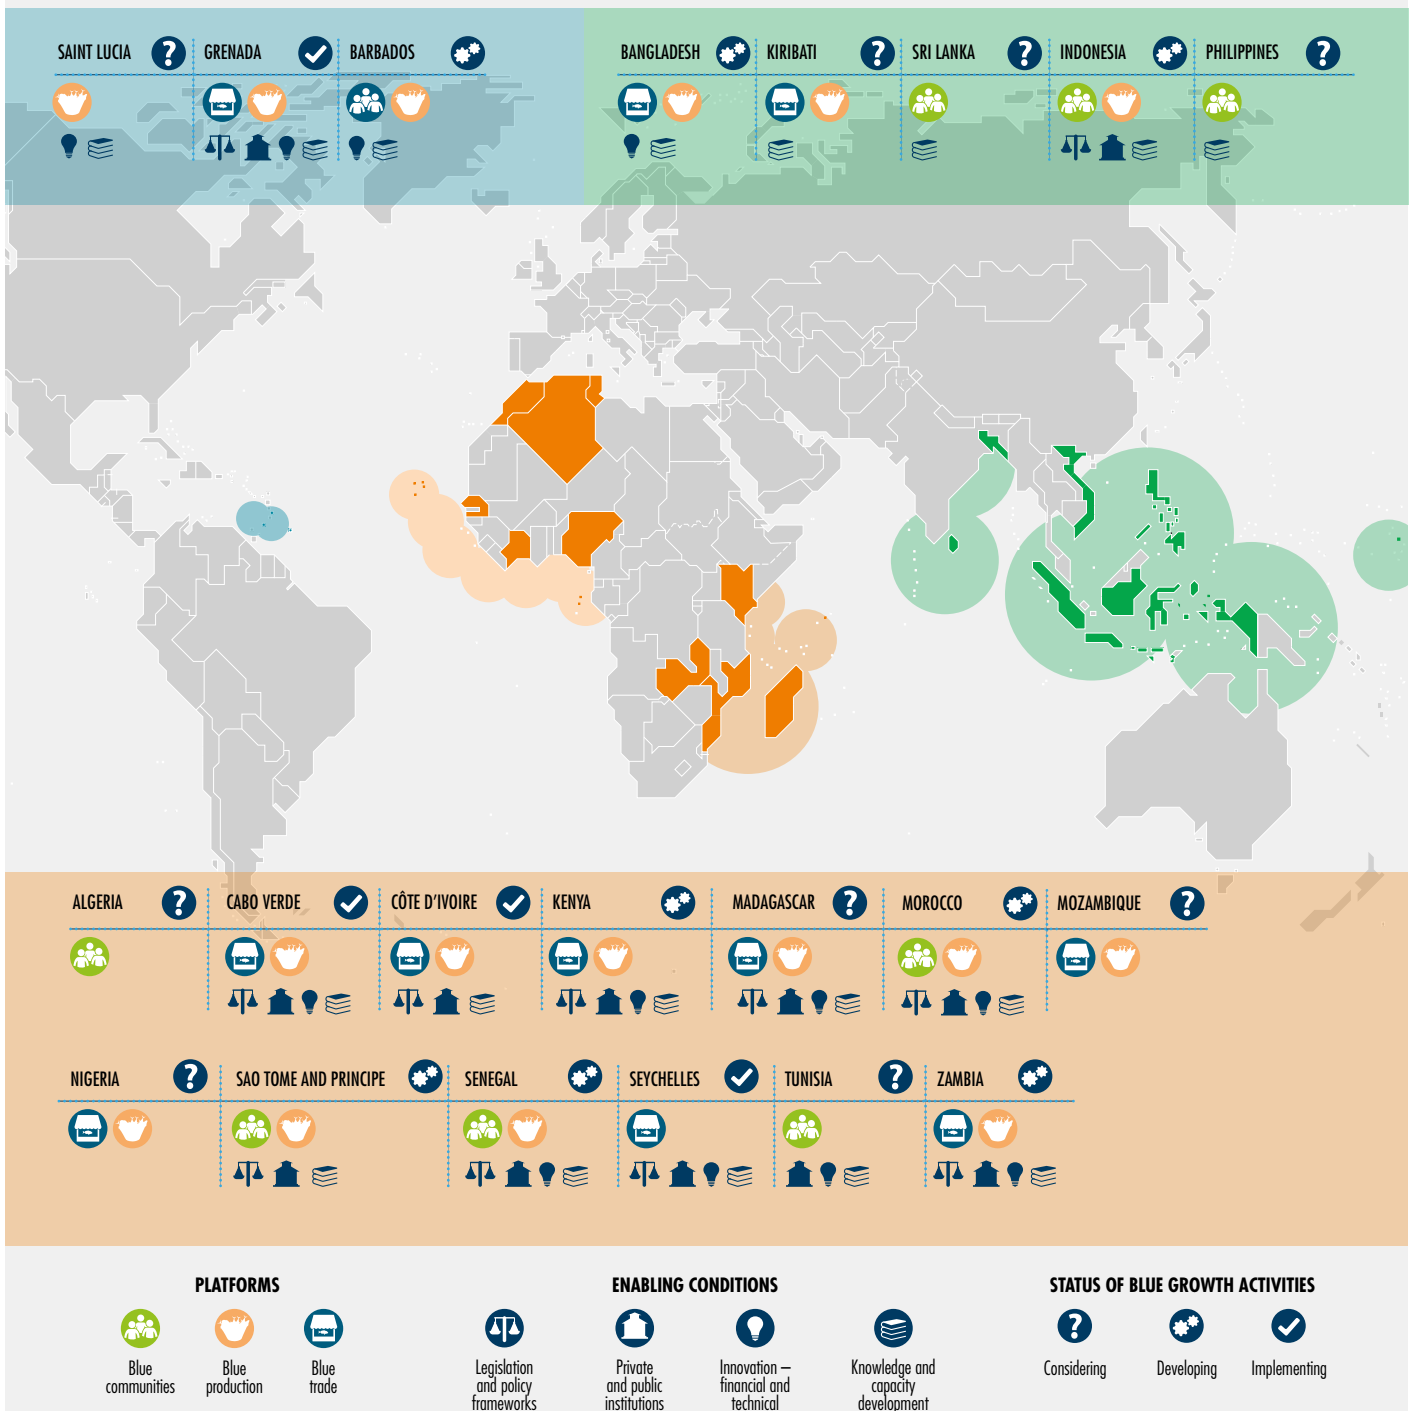 SAINT LUCIA ? GRENADA BARBADOS BANGLADESH KIRIBATI ? SRI LANKA ? INDONESIA PHILIPPINES ?
ALGERIA ? CABO VERDE CÔTE D'IVOIRE KENYA MADAGASCAR ? MOROCCO MOZAMBIQUE ?
NIGERIA ? SAO TOME AND PRINCIPE SENEGAL SEYCHELLES TUNISIA ? ZAMBIA
PLATFORMS
Blue
communities
Blue
production
Blue
trade
ENABLING CONDITIONS
Legislation
and policy
frameworks
Private
and public
institutions
Innovation –
financial and
technical
Knowledge and
capacity
development
STATUS OF BLUE GROWTH ACTIVITIES
?
Considering
Developing
Implementing